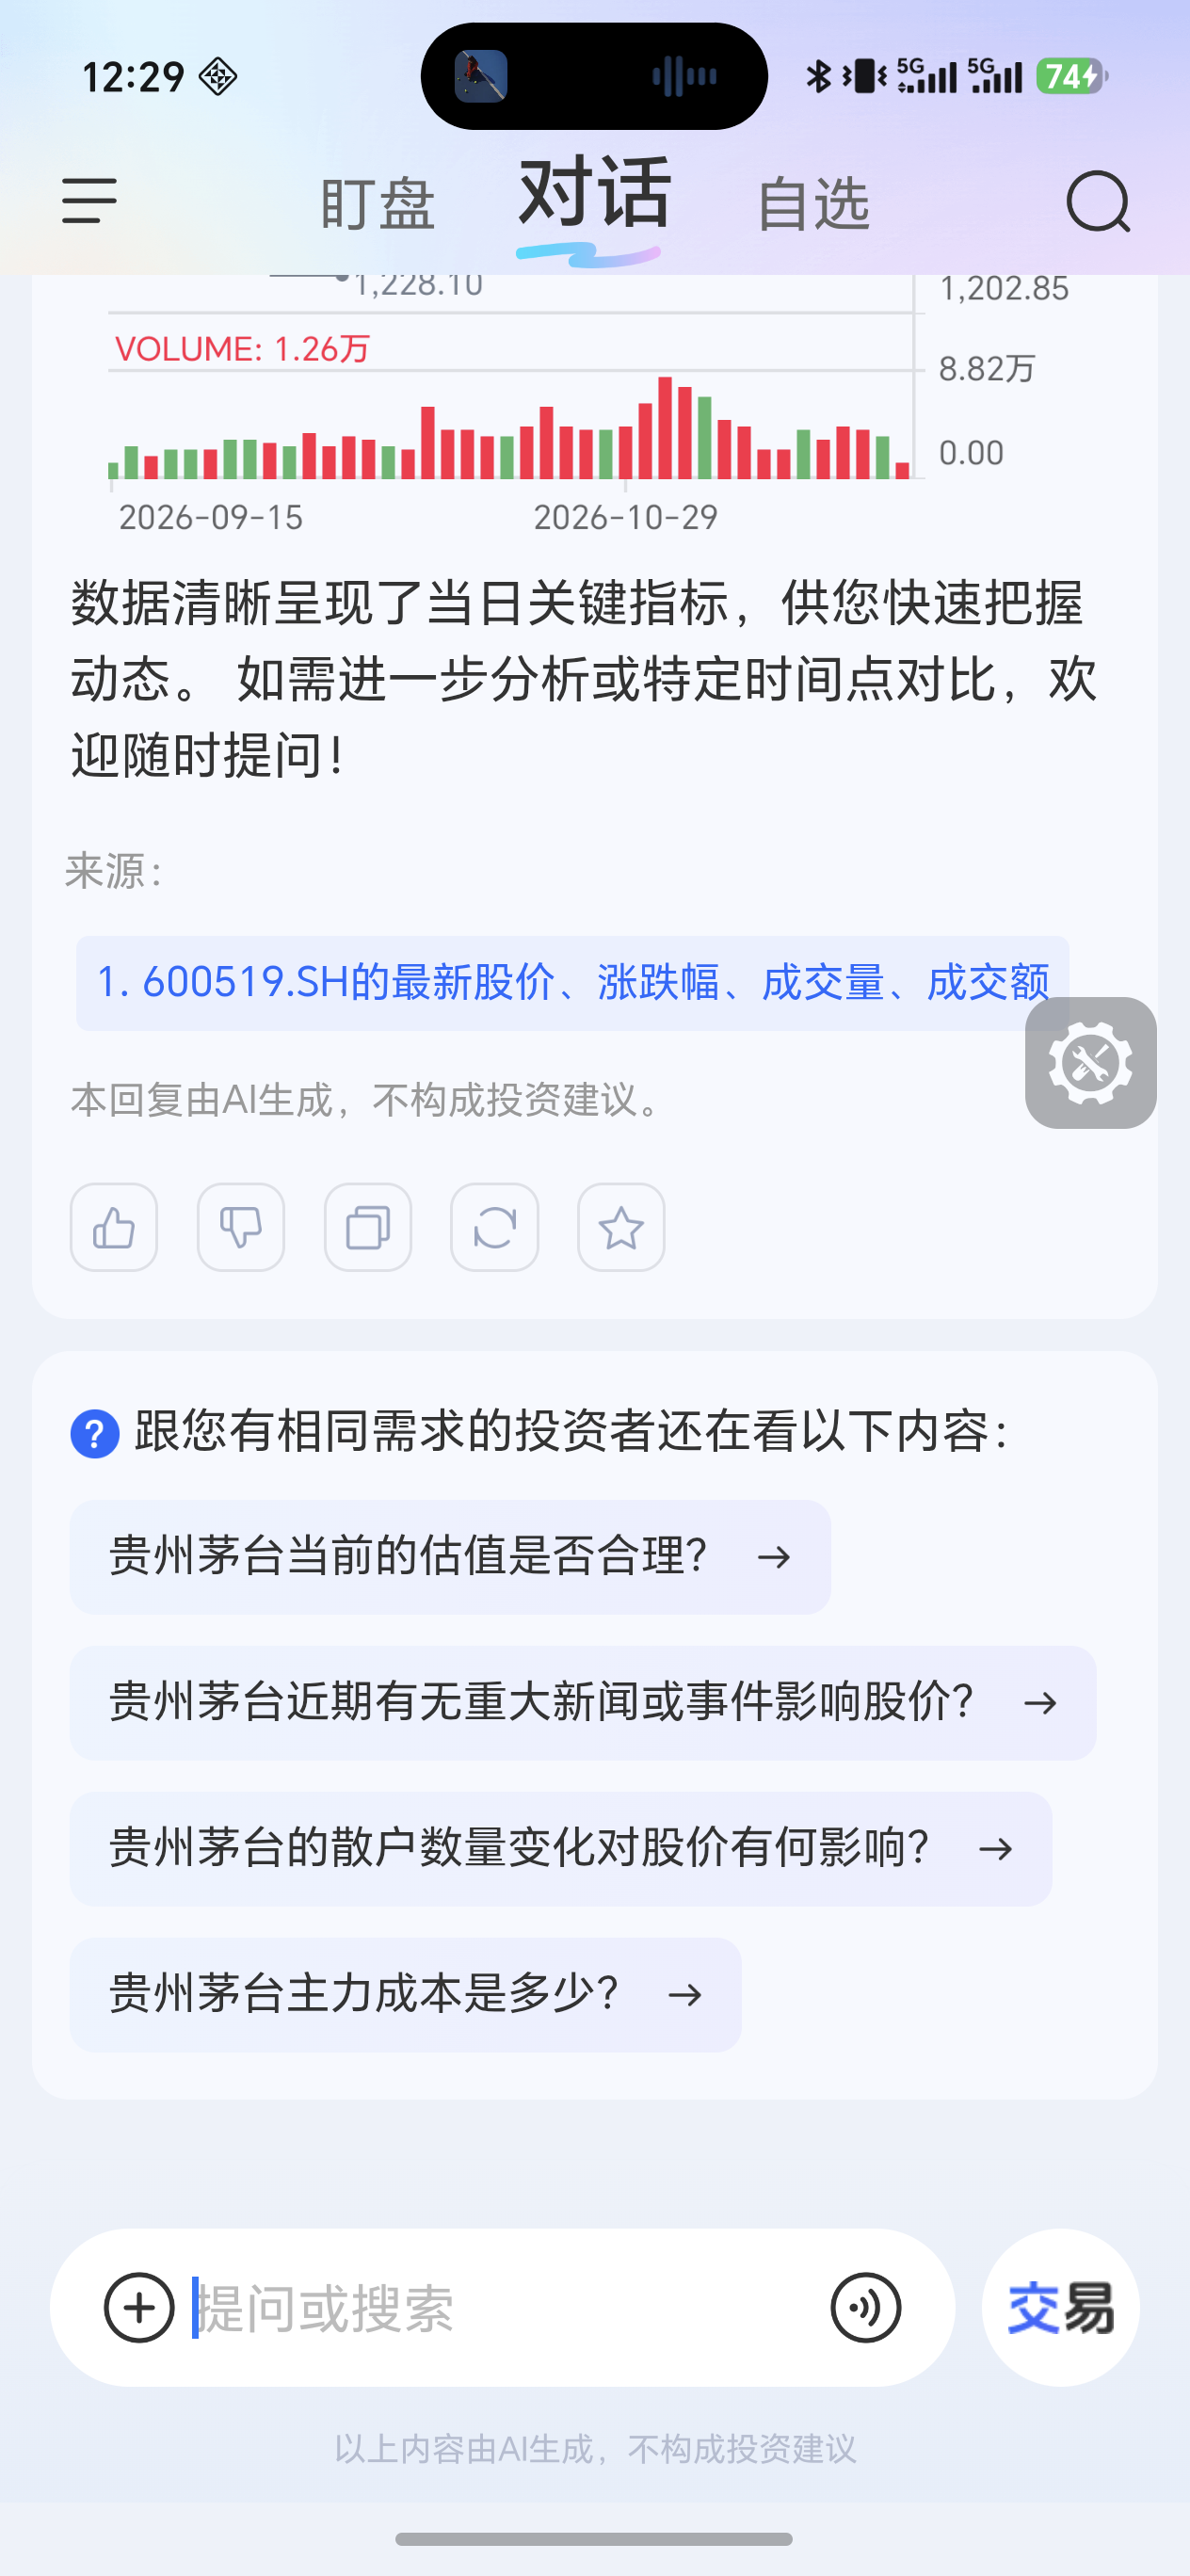 12:29
5G
5G
74
盯盘
对话
自选
1,228.10
1,202.85
VOLUME: 1.26万
8.82万
0.00
2026-09-15
2026-10-29
数据清晰呈现了当日关键指标，供您快速把握
动态。 如需进一步分析或特定时间点对比，欢
迎随时提问！
来源：
1. 600519.SH的最新股价、涨跌幅、成交量、成交额
本回复由AI生成，不构成投资建议。
跟您有相同需求的投资者还在看以下内容：
贵州茅台当前的估值是否合理？
贵州茅台近期有无重大新闻或事件影响股价？
贵州茅台的散户数量变化对股价有何影响？
贵州茅台主力成本是多少？
提问或搜索
交易
以上内容由AI生成，不构成投资建议